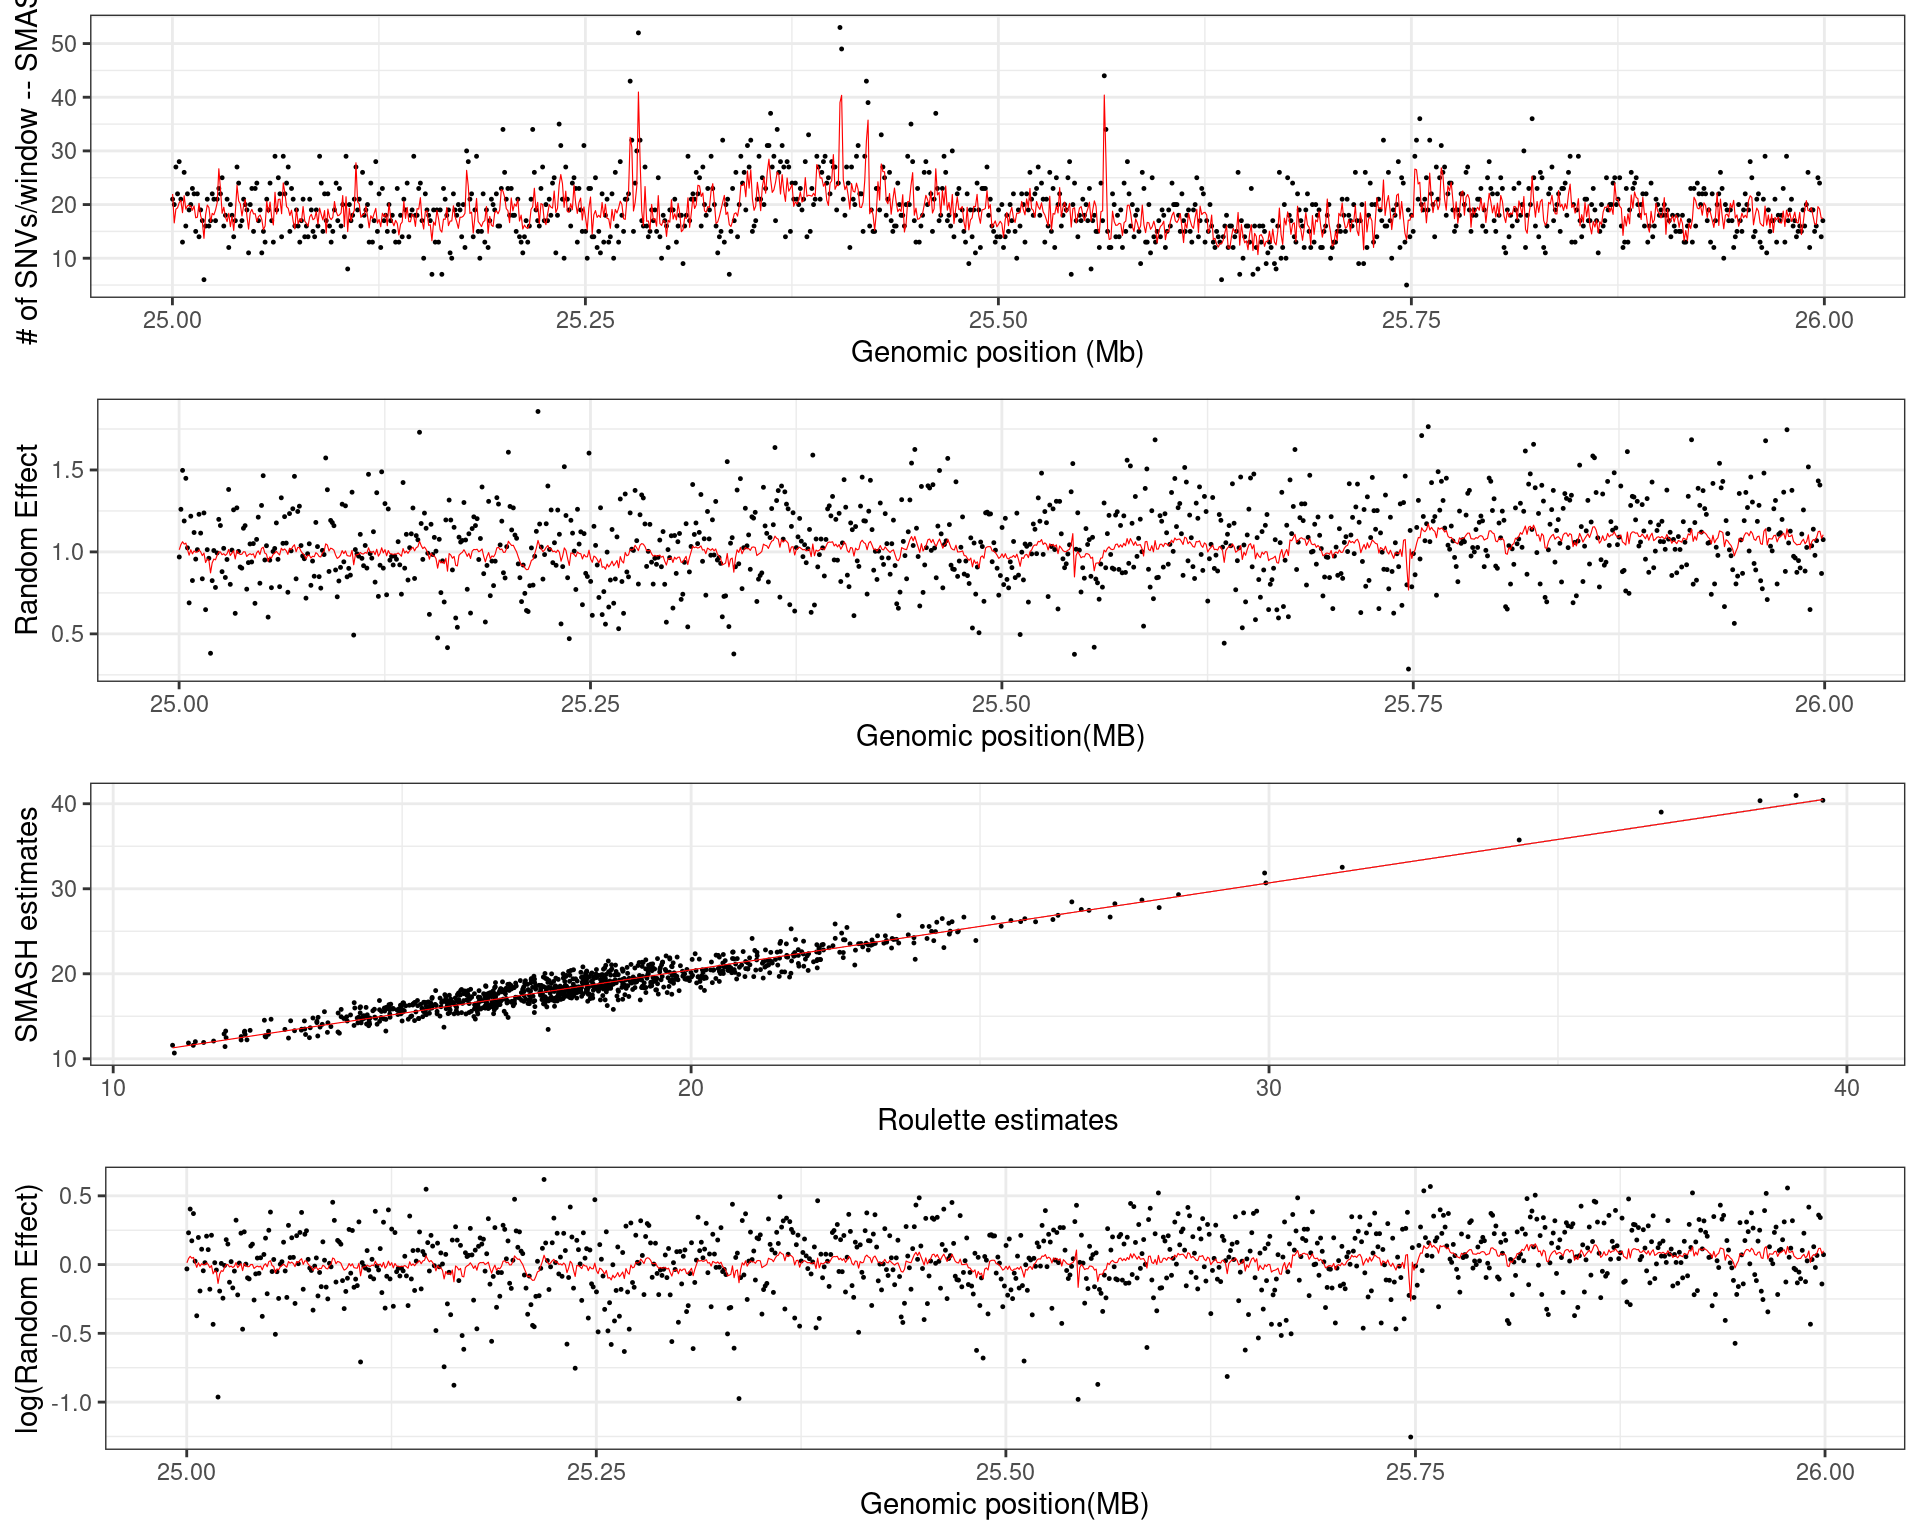 # of SNVs/window -- SMAS
50
40
30
20
10
25.00 25.25 25.50 25.75 26.00
Genomic position (Mb)
Random Effect
1.5
1.0
0.5
25.00 25.25 25.50 25.75 26.00
Genomic position(MB)
SMASH estimates
40
30
20
10
10 20 30 40
Roulette estimates
log(Random Effect)
0.5
0.0
-0.5
-1.0
25.00 25.25 25.50 25.75 26.00
Genomic position(MB)